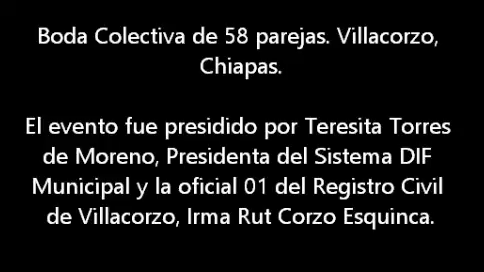 Boda Colectiva de 58 parejas. Villacorzo,
Chiapas.
El evento fue presidido por Teresita Torres
de Moreno, Presidenta del Sistema DIF
Municipal y la oficial 01 del Registro Civil
de Villacorzo, Irma Rut Corzo Esquinca.